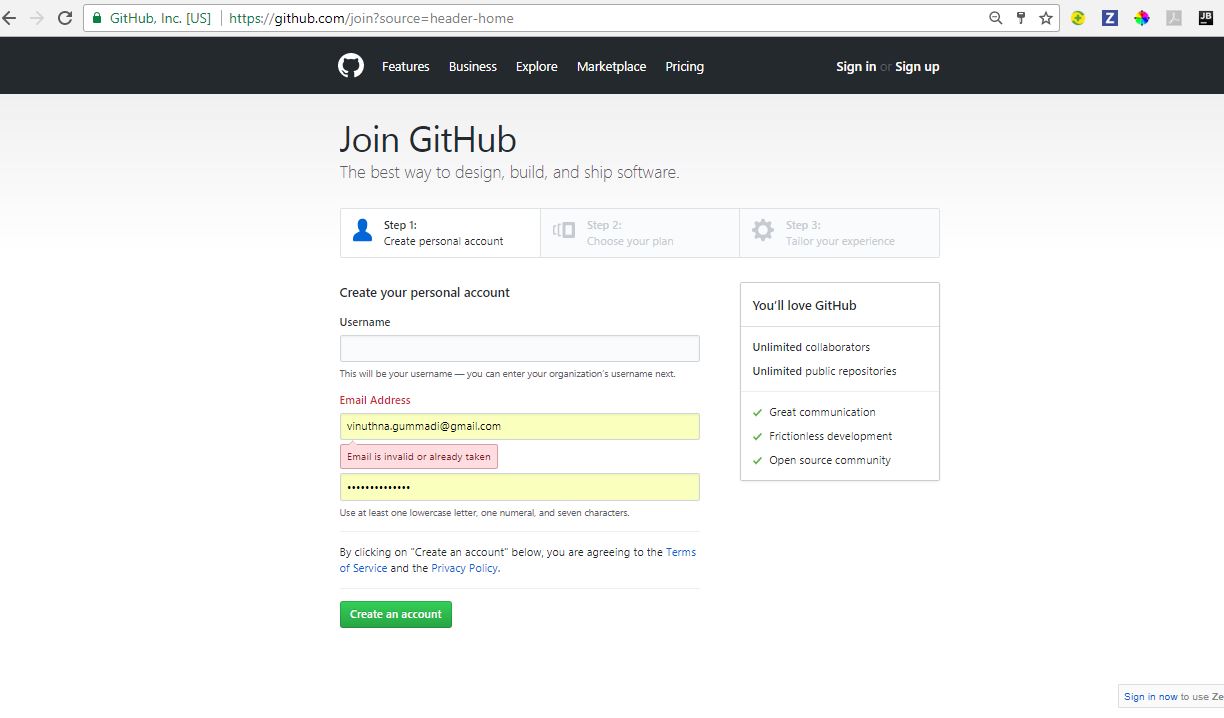 GitHub, Inc. [US] https://github.com/join?source=header-home
Z
JB
Features Business Explore Marketplace Pricing Sign in or Sign up
Join GitHub
The best way to design, build, and ship software.
Step 1:
Create personal account
Step 2:
Choose your plan
Step 3:
Tailor your experience
Create your personal account
Username
This will be your username — you can enter your organization's username next.
Email Address
vinuthna.gummadi@gmail.com
Email is invalid or already taken
••••••••••••••
Use at least one lowercase letter, one numeral, and seven characters.
By clicking on "Create an account" below, you are agreeing to the Terms
of Service and the Privacy Policy.
Create an account
You'll love GitHub
Unlimited collaborators
Unlimited public repositories
Great communication
Frictionless development
Open source community
Sign in now to use Ze